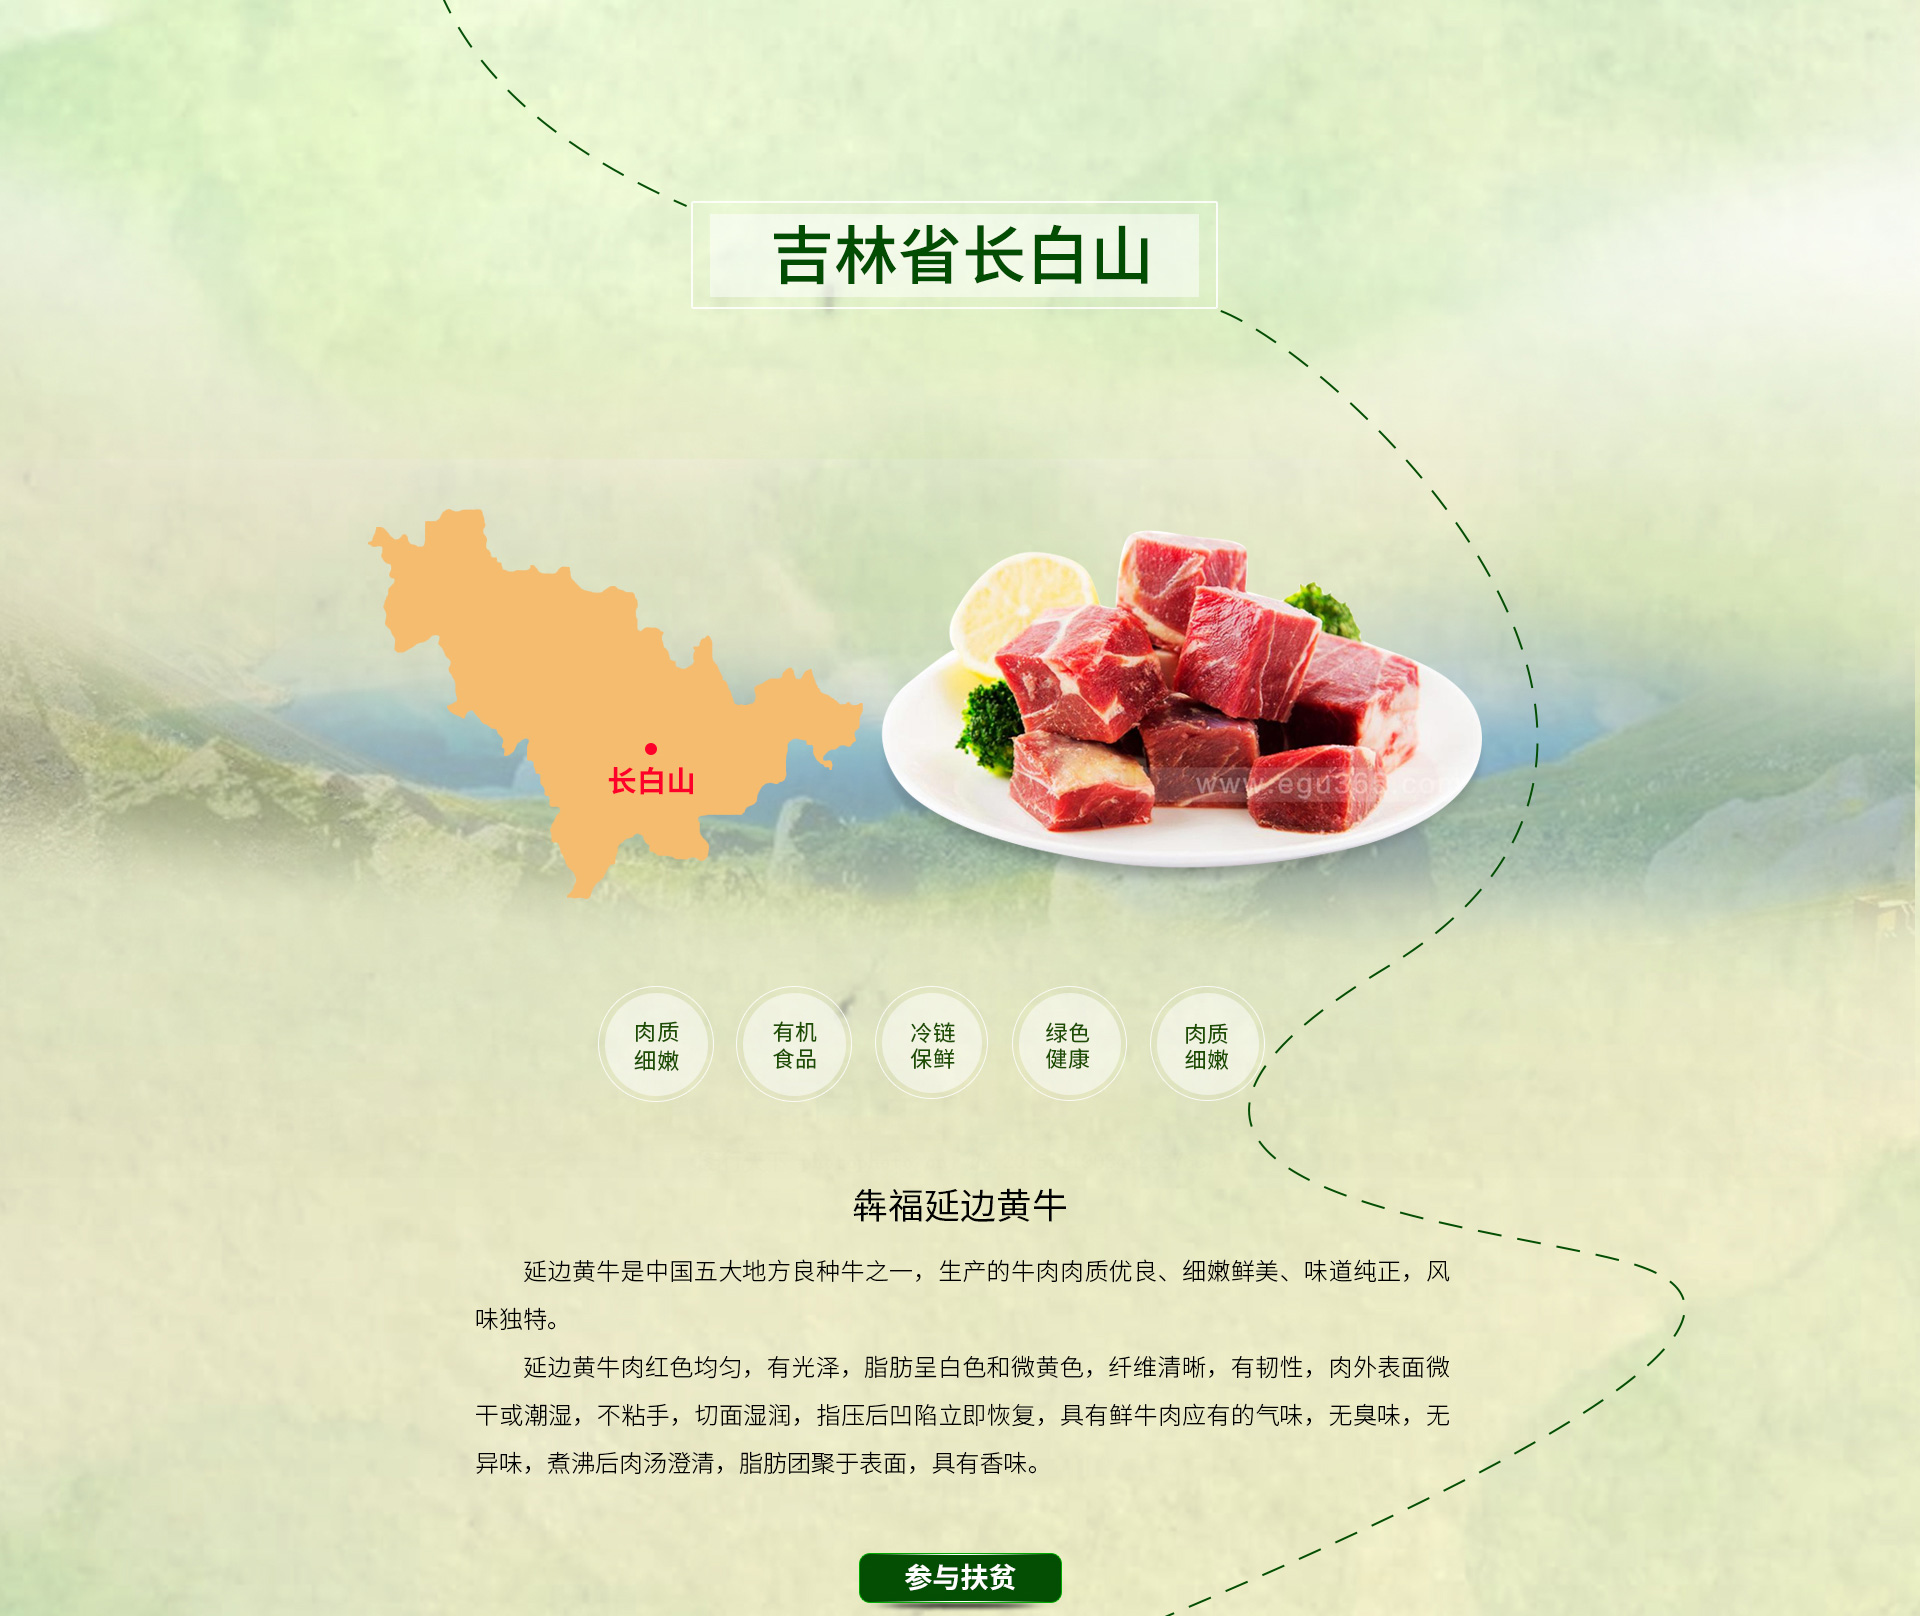 吉林省长白山
长白山
www.egu365.com
肉质
细嫩
有机
食品
冷链
保鲜
绿色
健康
肉质
细嫩
犇福延边黄牛
延边黄牛是中国五大地方良种牛之一，生产的牛肉肉质优良、细嫩鲜美、味道纯正，风
味独特。
延边黄牛肉红色均匀，有光泽，脂肪呈白色和微黄色，纤维清晰，有韧性，肉外表面微
干或潮湿，不粘手，切面湿润，指压后凹陷立即恢复，具有鲜牛肉应有的气味，无臭味，无
异味，煮沸后肉汤澄清，脂肪团聚于表面，具有香味。
参与扶贫